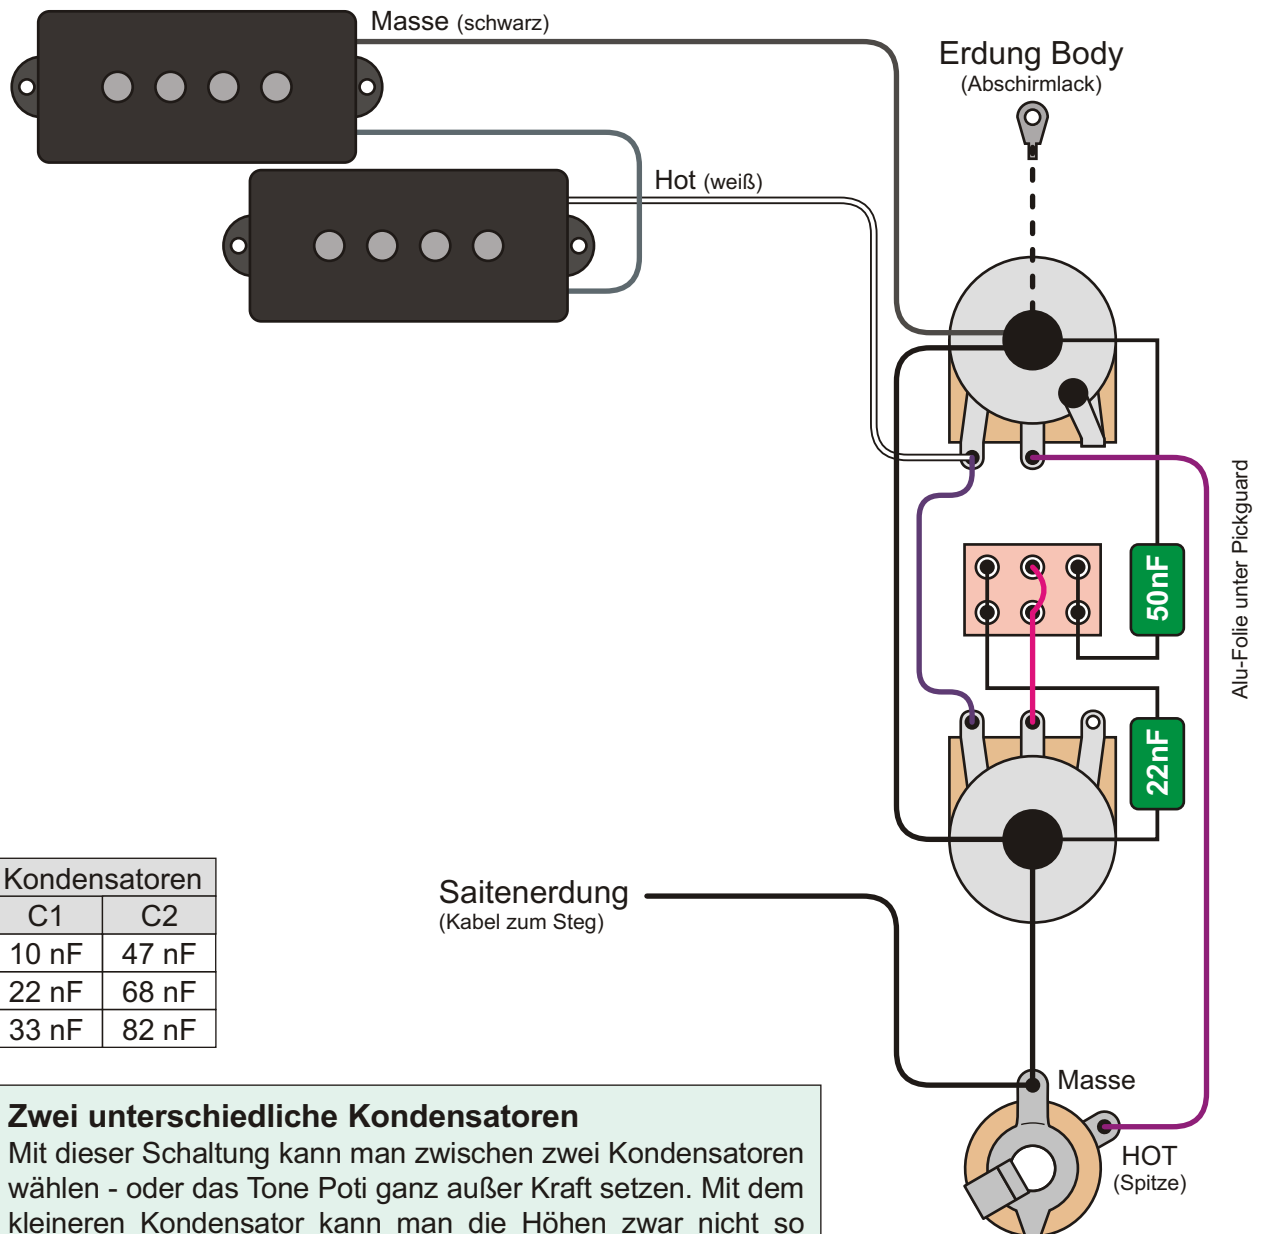 Masse (schwarz)
Erdung Body
(Abschirmlack)
Hot (weiß)
Alu-Folie unter Pickguard
50nF
22nF
Kondensatoren
C1 C2
10 nF 47 nF
22 nF 68 nF
33 nF 82 nF
Saitenerdung
(Kabel zum Steg)
Masse
HOT
(Spitze)
Zwei unterschiedliche Kondensatoren
Mit dieser Schaltung kann man zwischen zwei Kondensatoren
wählen - oder das Tone Poti ganz außer Kraft setzen. Mit dem
kleineren Kondensator kann man die Höhen zwar nicht so